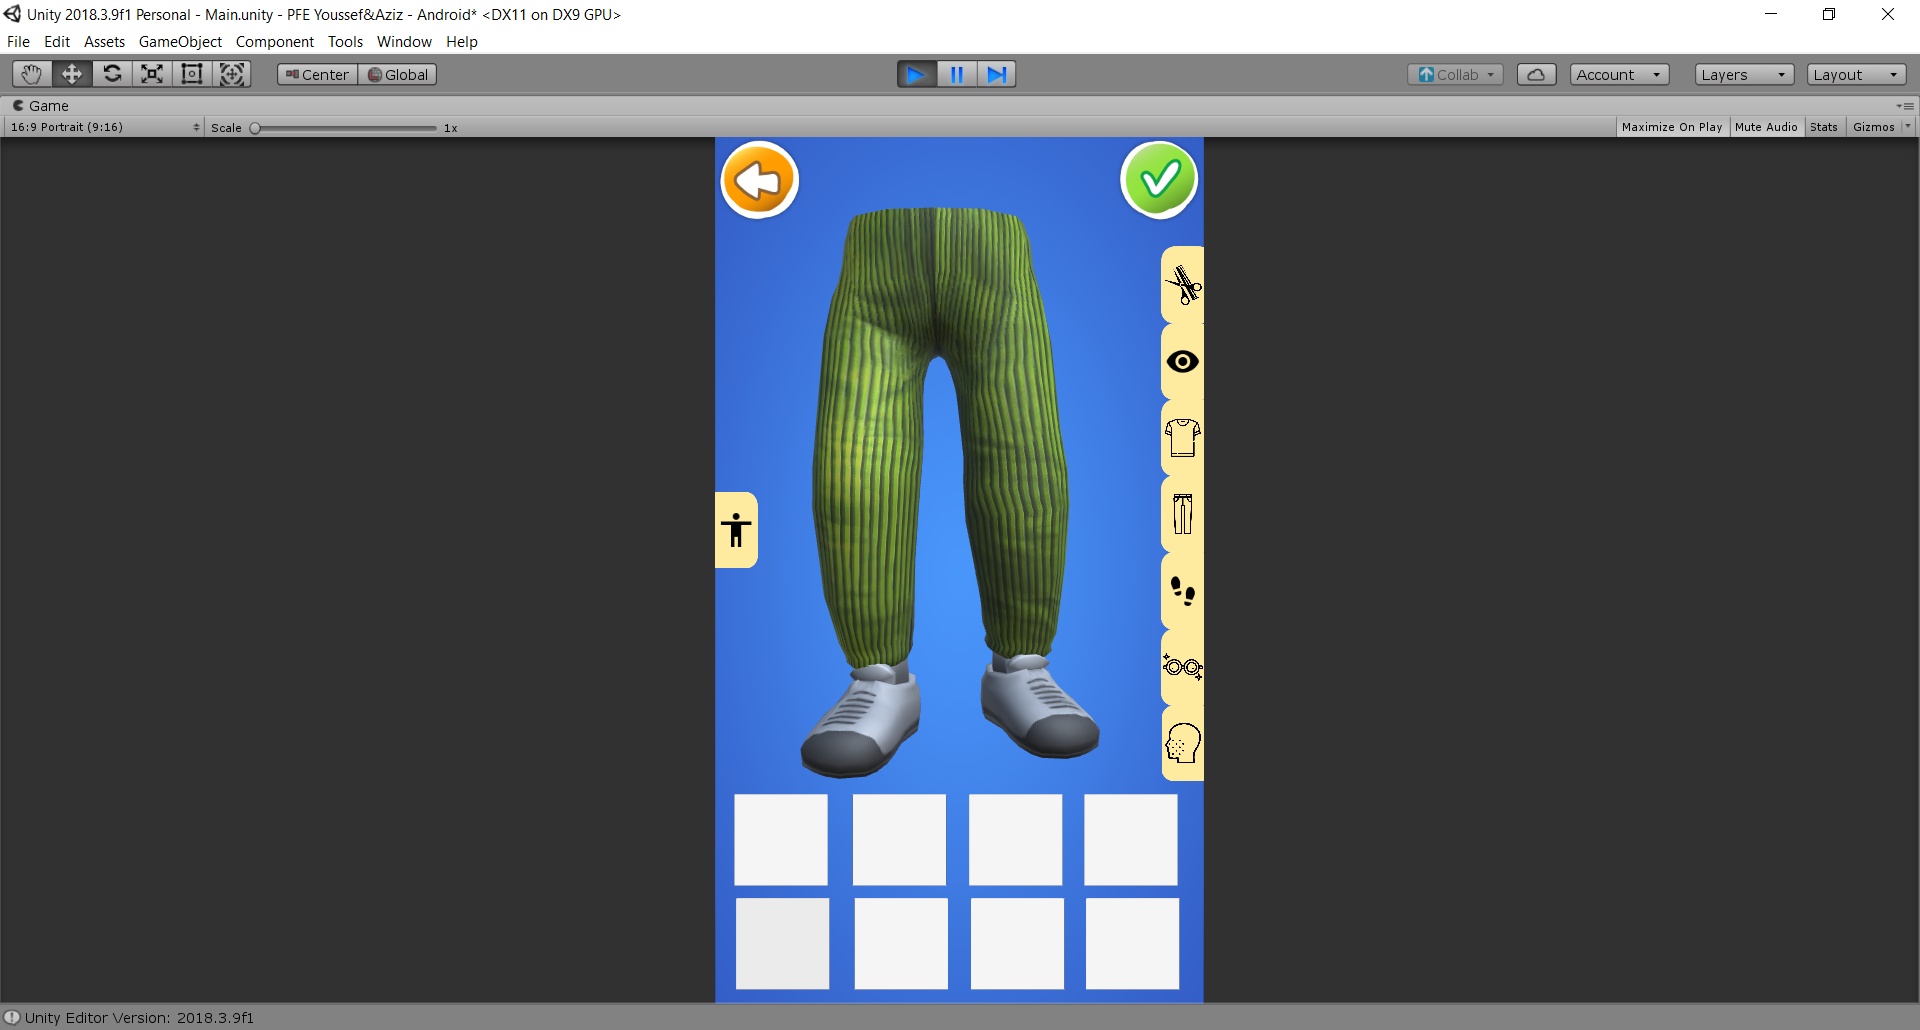 Unity 2018.3.9f1 Personal - Main.unity - PFE Youssef&Aziz - Android* <DX11 on DX9 GPU>
File Edit Assets GameObject Component Tools Window Help
Center Global Collab Account Layers Layout
Game
16:9 Portrait (9:16) Scale 1x Maximize On Play Mute Audio Stats Gizmos
Unity Editor Version: 2018.3.9f1